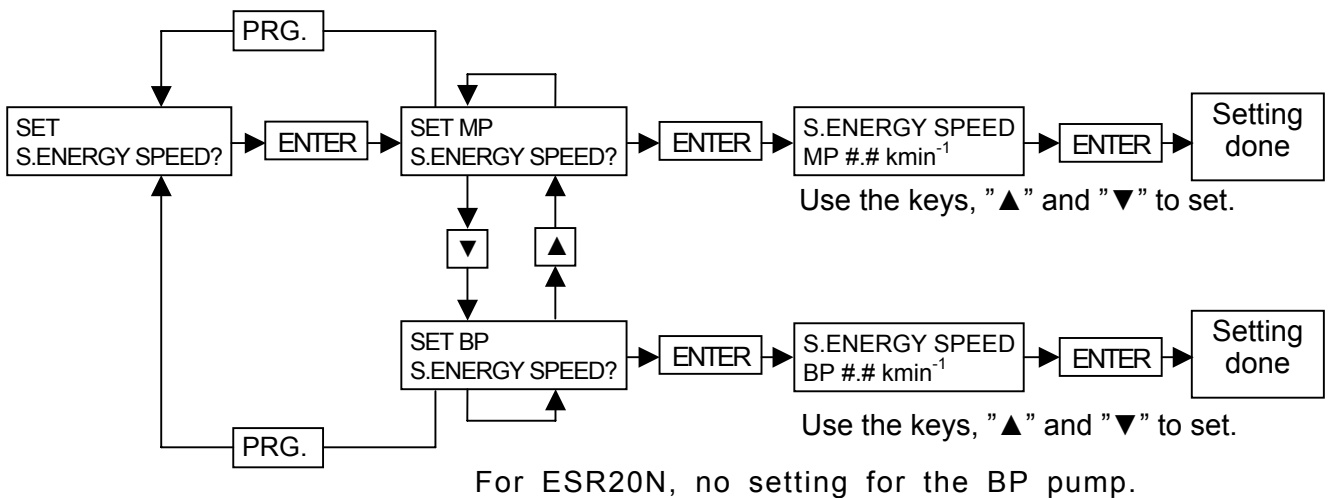 PRG.
SET
S.ENERGY SPEED?
ENTER
SET MP
S.ENERGY SPEED?
ENTER
S.ENERGY SPEED
MP #.# kmin⁻¹
ENTER
Setting
done
Use the keys, ”▲” and ”▼” to set.
▼
▲
SET BP
S.ENERGY SPEED?
ENTER
S.ENERGY SPEED
BP #.# kmin⁻¹
ENTER
Setting
done
Use the keys, ”▲” and ”▼” to set.
PRG.
For ESR20N, no setting for the BP pump.